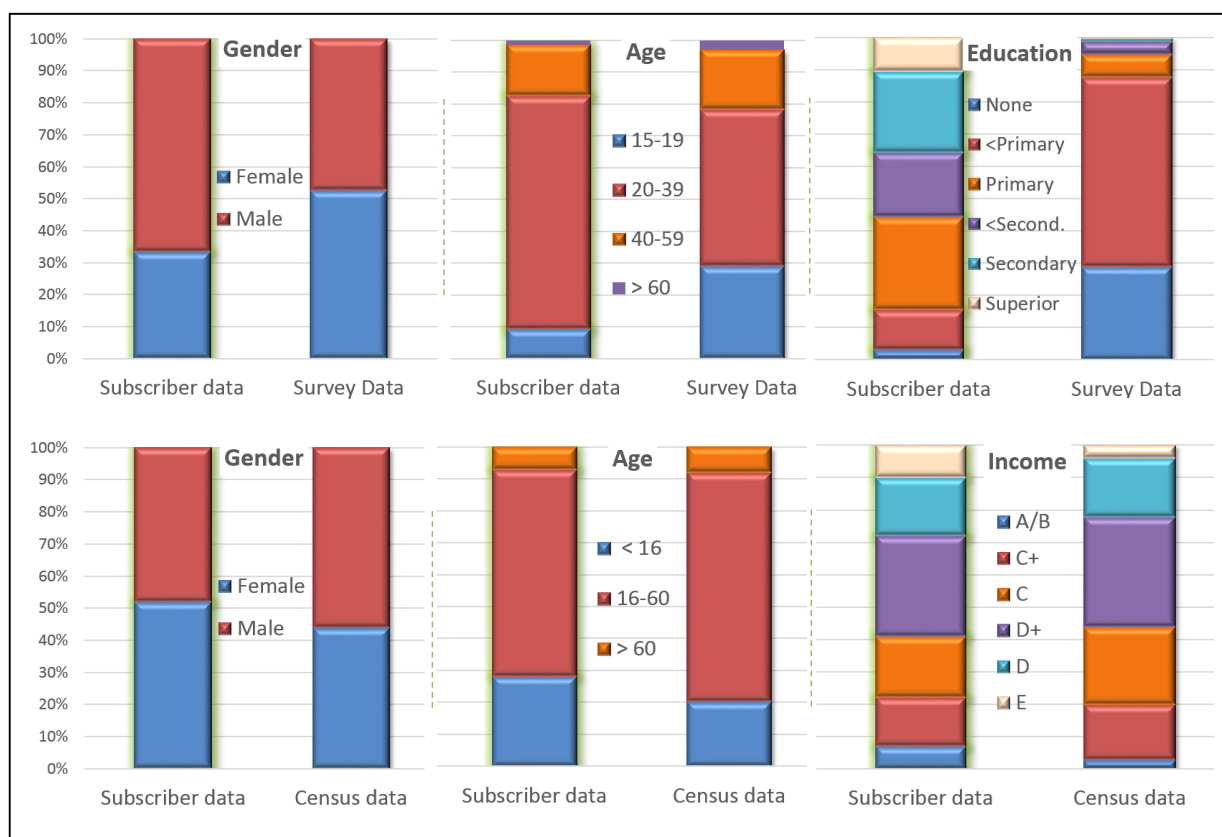 Gender
Age
Education
100%
90%
80%
70%
60%
50%
40%
30%
20%
10%
0%
Female
Male
15-19
20-39
40-59
> 60
None
<Primary
Primary
<Second.
Secondary
Superior
Subscriber data
Survey Data
Subscriber data
Survey Data
Subscriber data
Survey Data
Gender
Age
Income
100%
90%
80%
70%
60%
50%
40%
30%
20%
10%
0%
Female
Male
< 16
16-60
> 60
A/B
C+
C
D+
D
E
Subscriber data
Census data
Subscriber data
Census data
Subscriber data
Census data